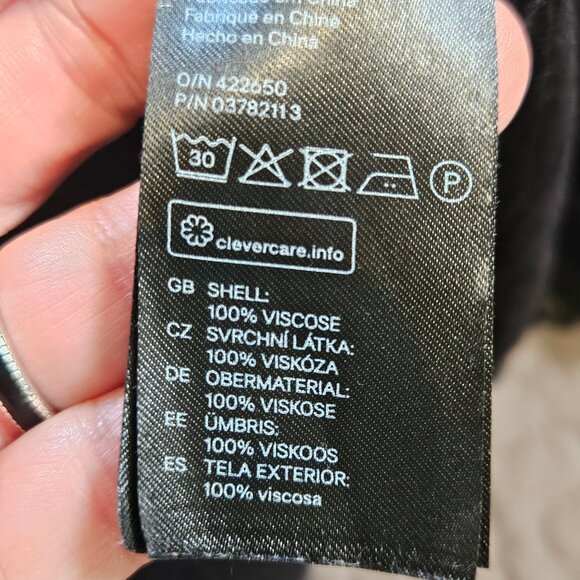 Fabriqué en China
Hecho en China
O/N 422650
P/N 03782113
30
P
clevercare.info
GB SHELL:
100% VISCOSE
CZ SVRCHNÍ LÁTKA:
100% VISKÓZA
DE OBERMATERIAL:
100% VISKOSE
EE ÜMBRIS:
100% VISKOOS
ES TELA EXTERIOR:
100% viscosa